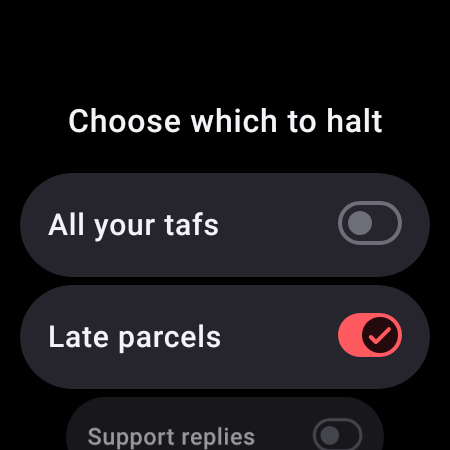 Choose which to halt
All your tafs
Late parcels
Support replies